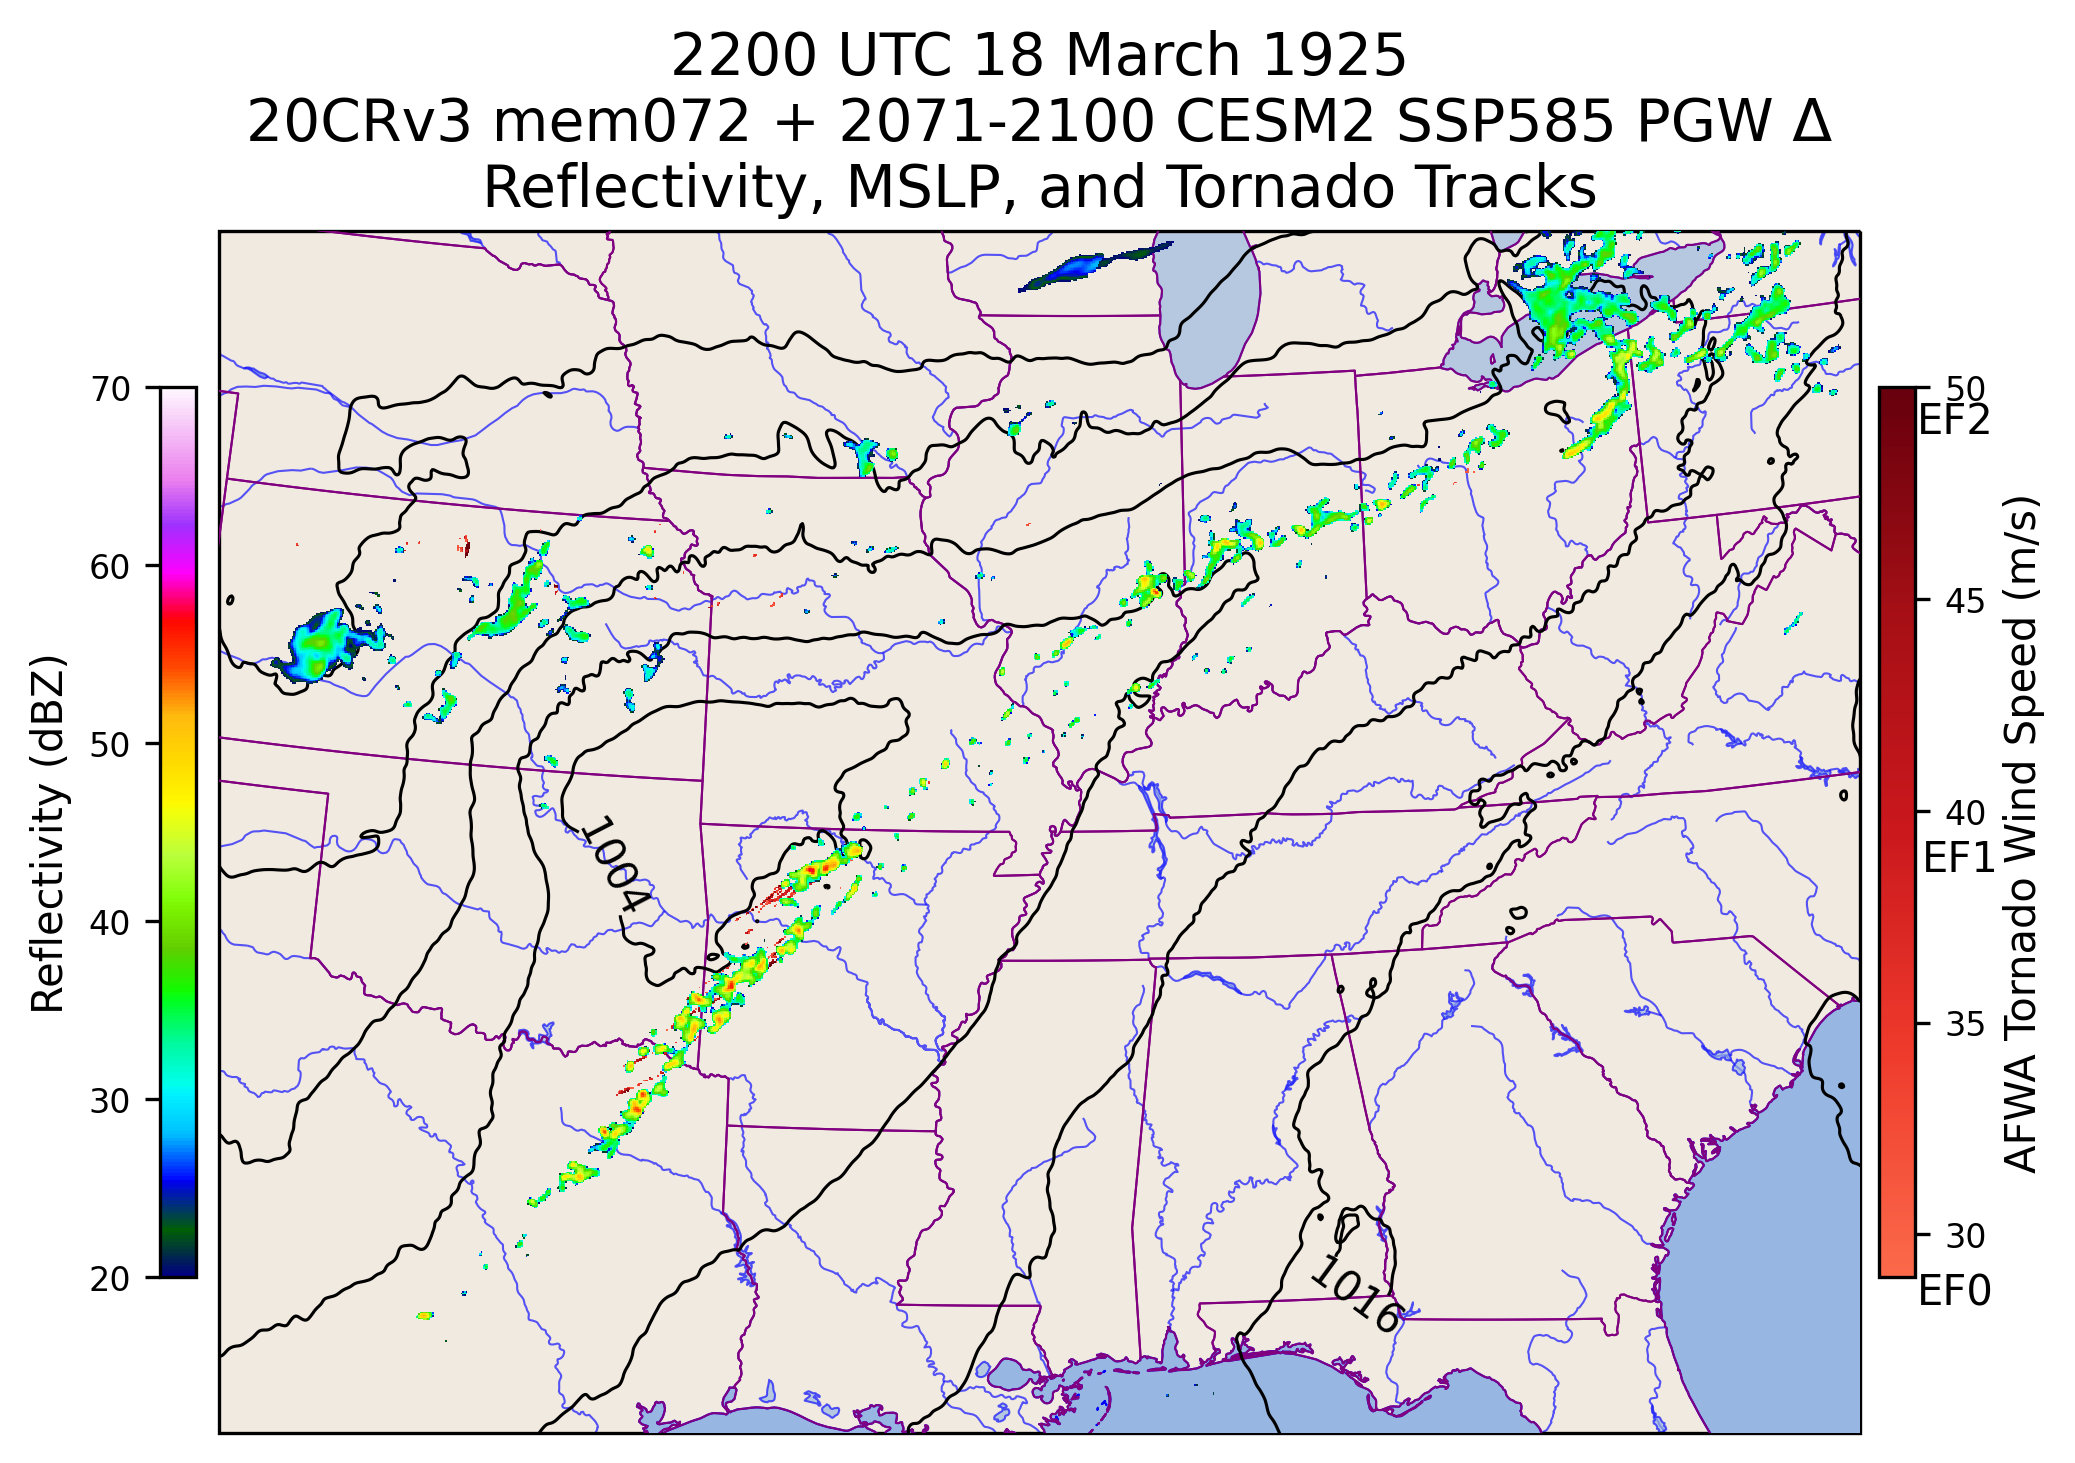 2200 UTC 18 March 1925
20CRv3 mem072 + 2071-2100 CESM2 SSP585 PGW Δ
Reflectivity, MSLP, and Tornado Tracks
Reflectivity (dBZ)
70
60
50
40
30
20
1004
1016
50
EF2
45
40
EF1
35
30
EF0
AFWA Tornado Wind Speed (m/s)